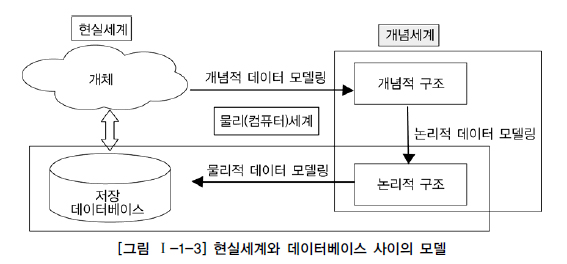 현실세계
개념세계
개체
개념적 데이터 모델링
개념적 구조
물리(컴퓨터)세계
논리적 데이터 모델링
물리적 데이터 모델링
논리적 구조
저장
데이터베이스
[그림 Ⅰ-1-3] 현실세계와 데이터베이스 사이의 모델